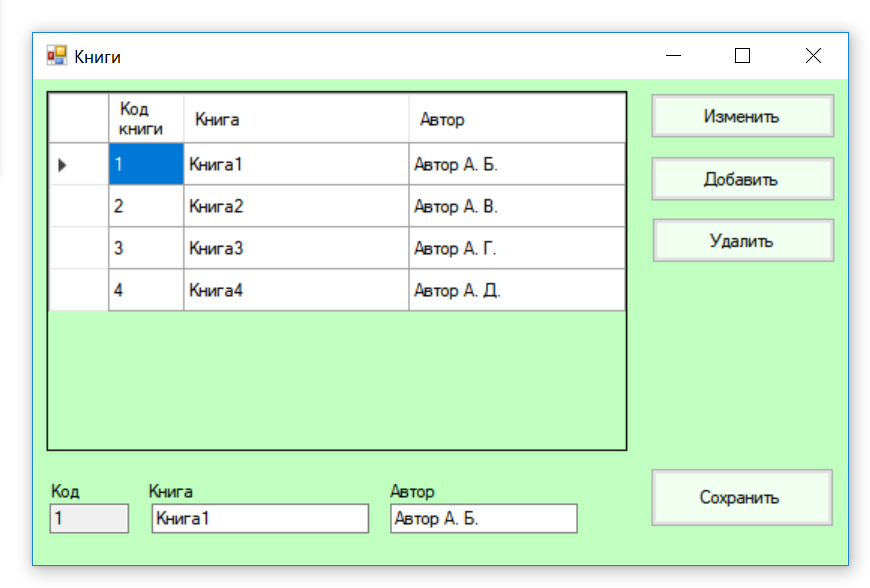 Книги
Код книги Книга Автор
1 Книга1 Автор А. Б.
2 Книга2 Автор А. В.
3 Книга3 Автор А. Г.
4 Книга4 Автор А. Д.
Изменить
Добавить
Удалить
Код Книга Автор
1 Книга1 Автор А. Б.
Сохранить